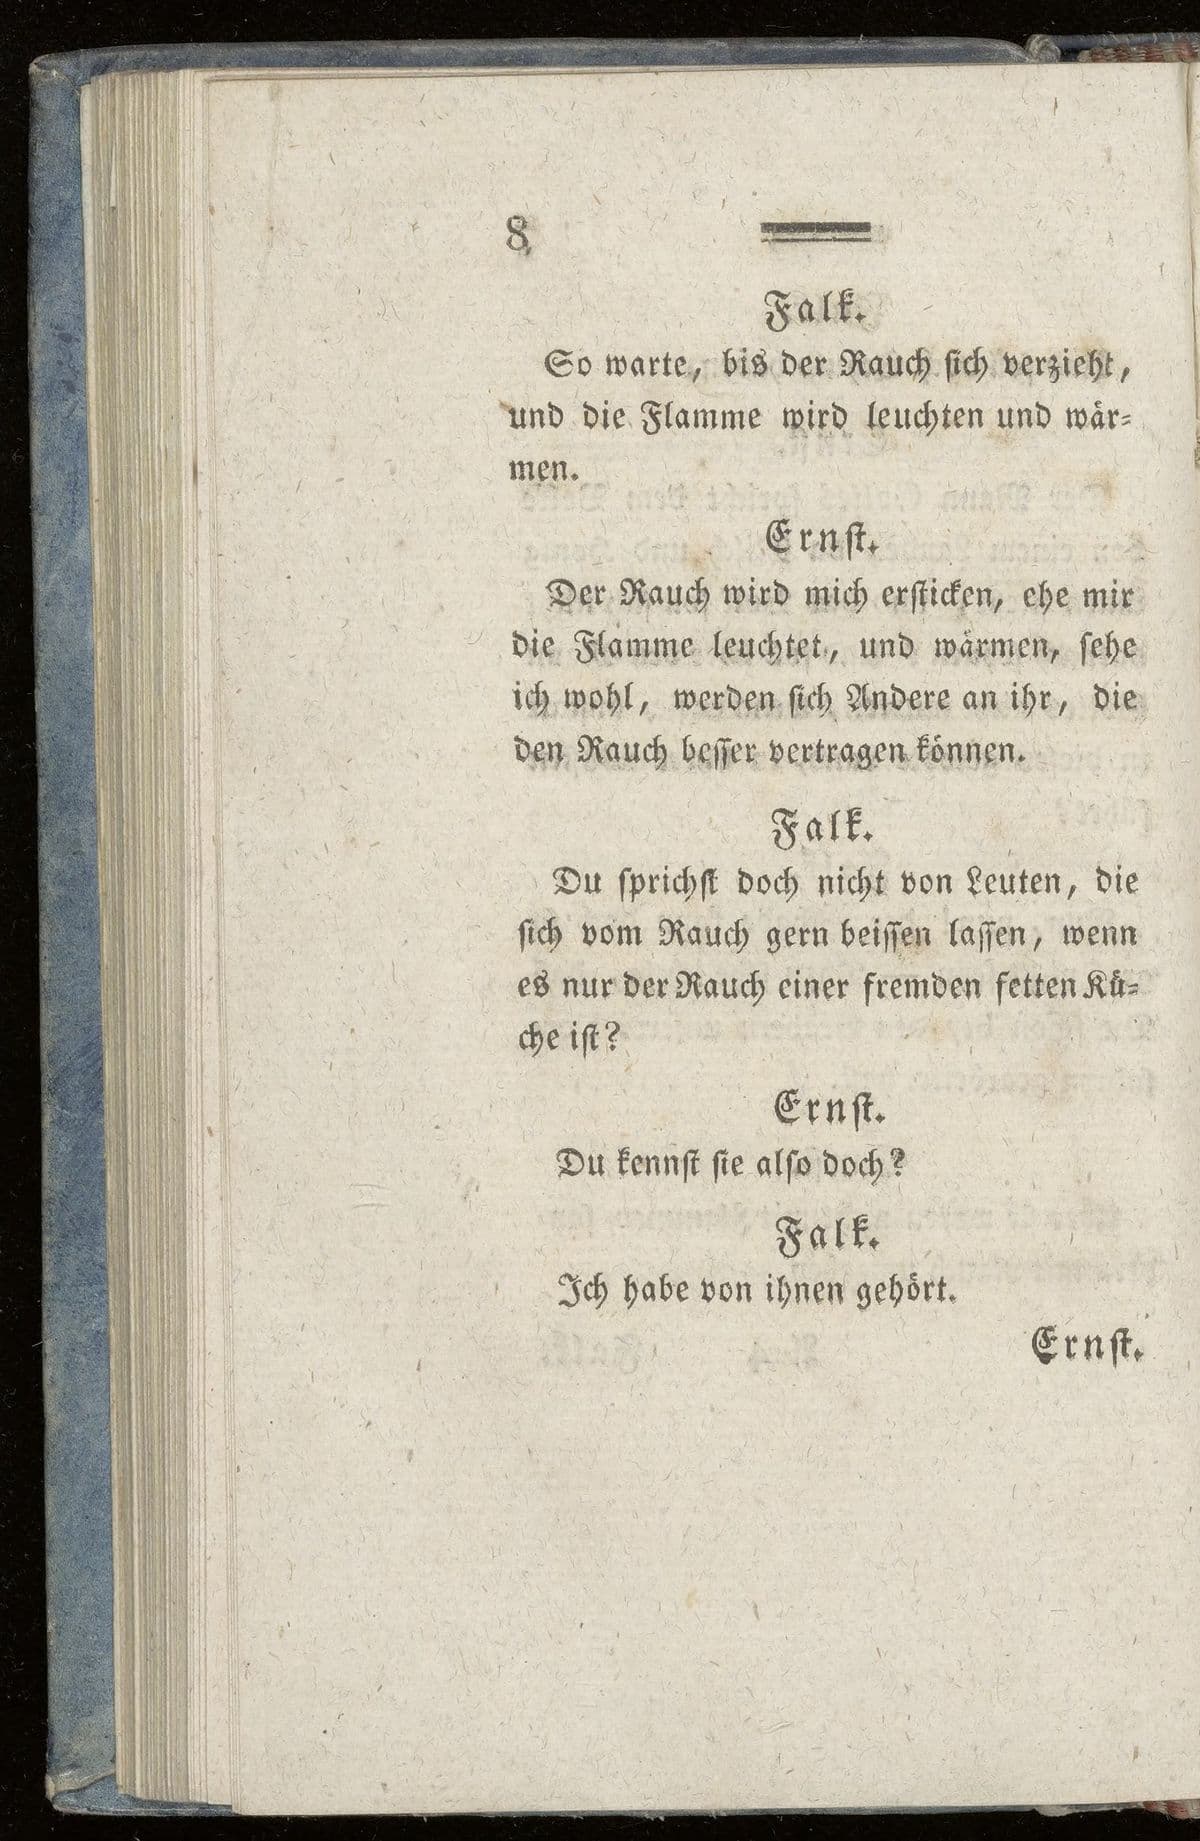 8
Falk.
So warte, bis der Rauch ſich verzieht,
und die Flamme wird leuchten und wär⸗
men.
Ernſt.
Der Rauch wird mich erſticken, ehe mir
die Flamme leuchtet, und wärmen, ſehe
ich wohl, werden ſich Andere an ihr, die
den Rauch beſſer vertragen können.
Falk.
Du ſprichſt doch nicht von Leuten, die
ſich vom Rauch gern beiſſen laſſen, wenn
es nur der Rauch einer fremden fetten Kü⸗
che iſt?
Ernſt.
Du kennſt ſie alſo doch?
Falk.
Ich habe von ihnen gehört.
Ernſt.